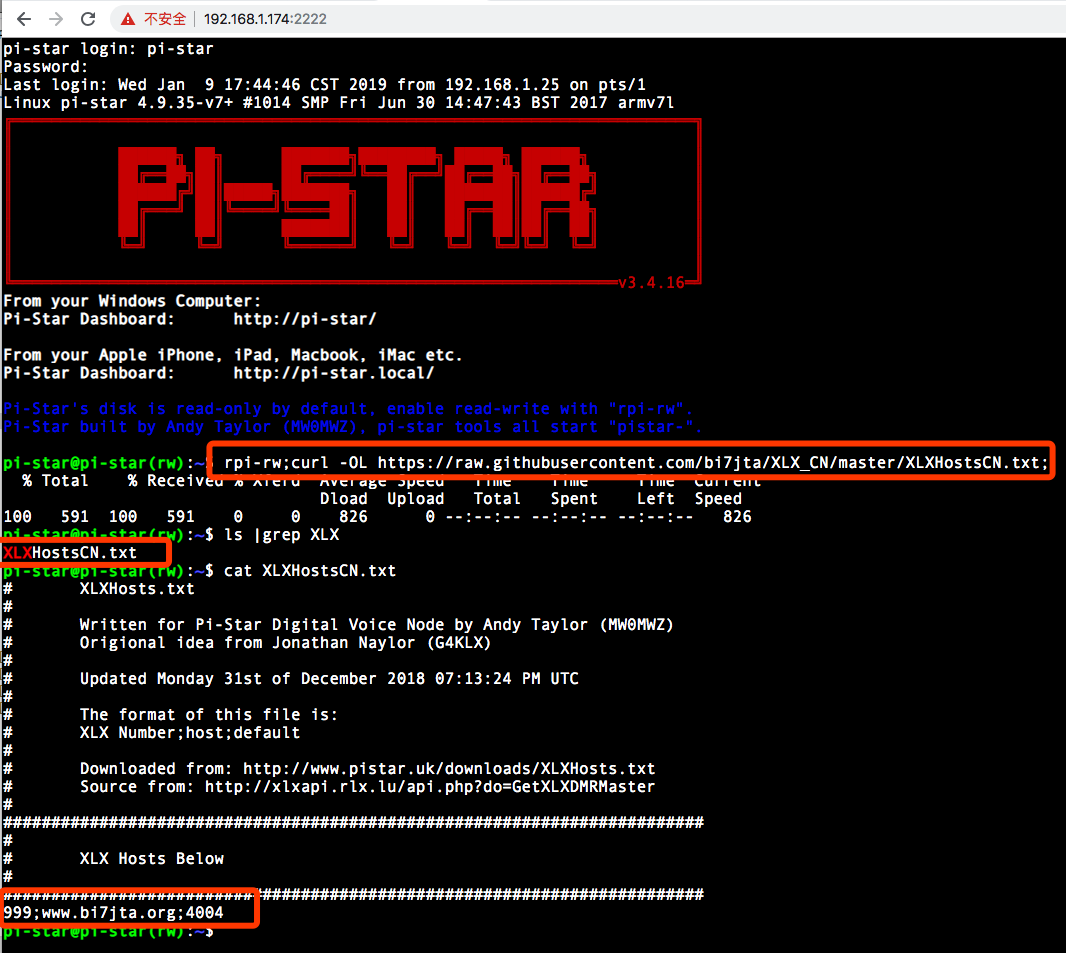 不安全 192.168.1.174:2222
pi-star login: pi-star
Password:
Last login: Wed Jan  9 17:44:46 CST 2019 from 192.168.1.25 on pts/1
Linux pi-star 4.9.35-v7+ #1014 SMP Fri Jun 30 14:47:43 BST 2017 armv7l
PI-STAR
v3.4.16
From your Windows Computer:
Pi-Star Dashboard:      http://pi-star/
From your Apple iPhone, iPad, Macbook, iMac etc.
Pi-Star Dashboard:      http://pi-star.local/
Pi-Star's disk is read-only by default, enable read-write with "rpi-rw".
Pi-Star built by Andy Taylor (MW0MWZ), pi-star tools all start "pistar-".
pi-star@pi-star(rw):~$ rpi-rw;curl -OL https://raw.githubusercontent.com/bi7jta/XLX_CN/master/XLXHostsCN.txt;
  % Total    % Received % Xferd  Average Speed   Time    Time     Time  Current
                                 Dload  Upload   Total   Spent    Left  Speed
100   591  100   591    0     0    826      0 --:--:-- --:--:-- --:--:--   826
pi-star@pi-star(rw):~$ ls |grep XLX
XLXHostsCN.txt
pi-star@pi-star(rw):~$ cat XLXHostsCN.txt
#       XLXHosts.txt
#
#       Written for Pi-Star Digital Voice Node by Andy Taylor (MW0MWZ)
#       Origional idea from Jonathan Naylor (G4KLX)
#
#       Updated Monday 31st of December 2018 07:13:24 PM UTC
#
#       The format of this file is:
#       XLX Number;host;default
#
#       Downloaded from: http://www.pistar.uk/downloads/XLXHosts.txt
#       Source from: http://xlxapi.rlx.lu/api.php?do=GetXLXDMRMaster
#
#########################################################################
#
#       XLX Hosts Below
#
#########################################################################
999;www.bi7jta.org;4004
pi-star@pi-star(rw):~$